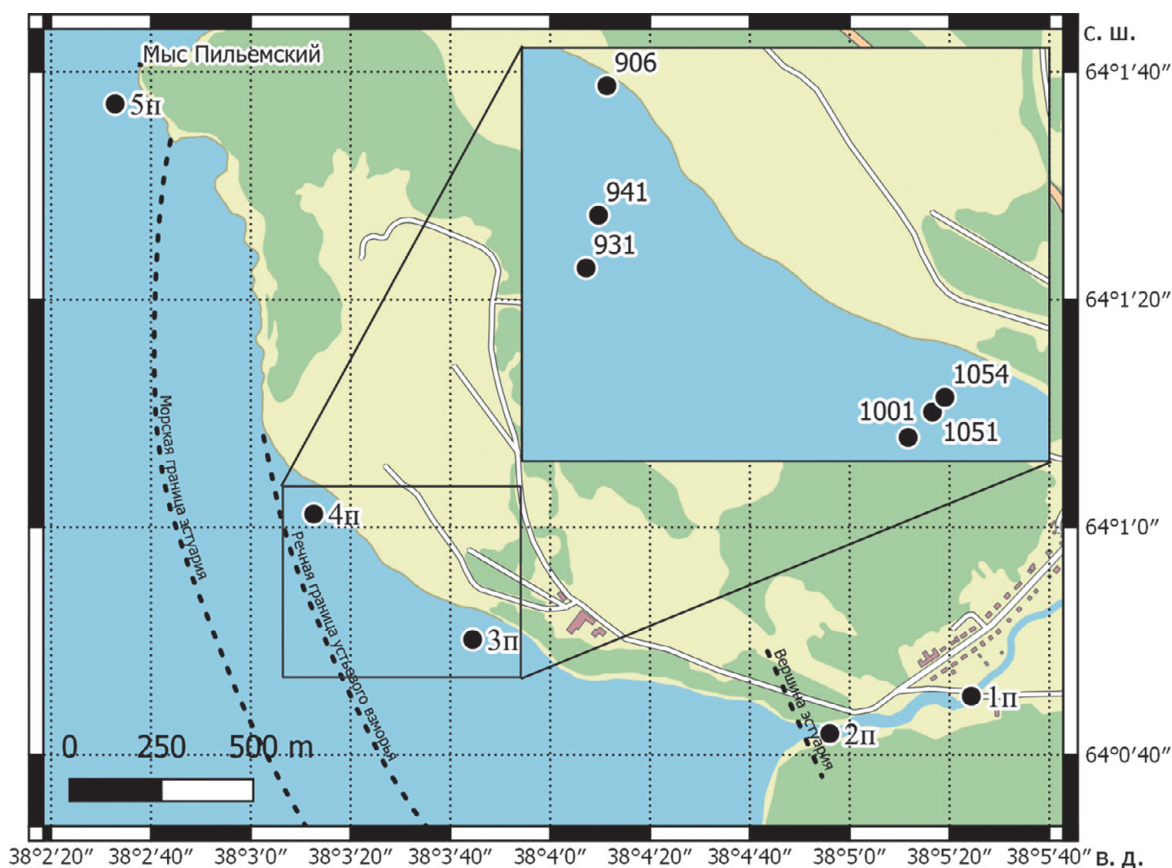 с. ш.
Мыс Пильемский
906
64°1′40″
5п
941
931
64°1′20″
1054
Морская граница эстуария
1001
1051
4п
64°1′0″
Речная граница устьевого взморья
3п
Вершина эстуария
1п
0 250 500 m
2п
64°0′40″
38°2′20″ 38°2′40″ 38°3′0″ 38°3′20″ 38°3′40″ 38°4′0″ 38°4′20″ 38°4′40″ 38°5′0″ 38°5′20″ 38°5′40″ в. д.